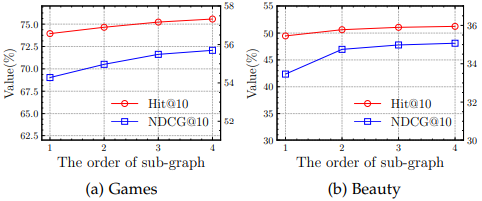 58
75.0
72.5
56
70.0
54
67.5
65.0
52
62.5
Value(%)
Hit@10
NDCG@10
1 2 3 4
The order of sub-graph
(a) Games
55
50
36
45
34
40
32
35
30
30
Value(%)
Hit@10
NDCG@10
1 2 3 4
The order of sub-graph
(b) Beauty